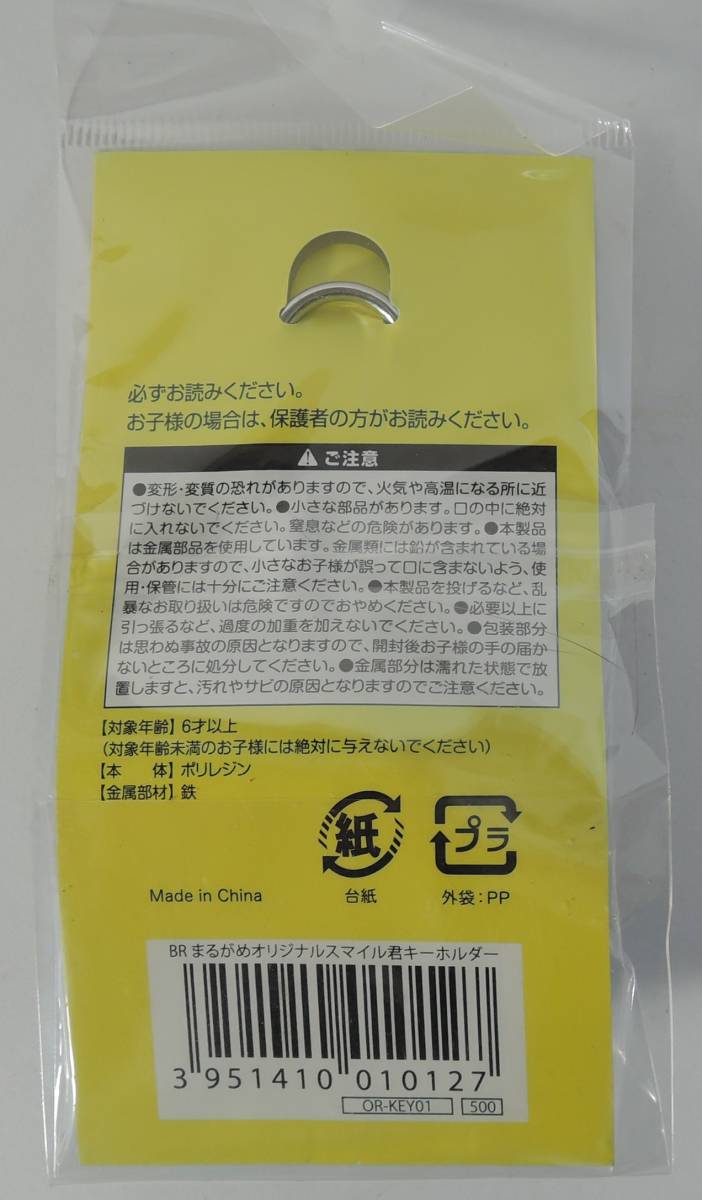 必ずお読みください。
お子様の場合は、保護者の方がお読みください。
ご注意
●変形・変質の恐れがありますので、火気や高温になる所に近
づけないでください。●小さな部品があります。口の中に絶対
に入れないでください。窒息などの危険があります。●本製品
は金属部品を使用しています。金属類には鉛が含まれている場
合がありますので、小さなお子様が誤って口に含まないよう、使
用・保管には十分にご注意ください。●本製品を投げるなど、乱
暴なお取り扱いは危険ですのでおやめください。●必要以上に
引っ張るなど、過度の加重を加えないでください。●包装部分
は思わぬ事故の原因となりますので、開封後お子様の手の届か
ないところに処分してください。●金属部分は濡れた状態で放
置しますと、汚れやサビの原因となりますのでご注意ください。
【対象年齢】6才以上
(対象年齢未満のお子様には絶対に与えないでください)
【本　体】ポリレジン
【金属部材】鉄
紙 プラ
Made in China 台紙 外袋：PP
BR まるがめオリジナルスマイル君キーホルダー
3 951410 010127
OR-KEY01 500